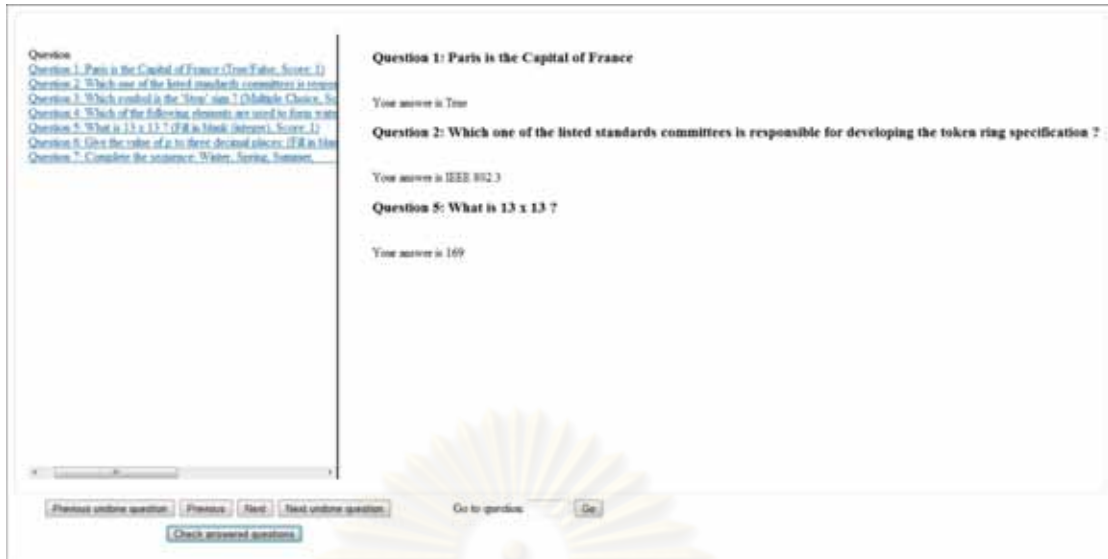 Question
Question 1: Paris is the Capital of France (True/False, Score: 1)
Question 2: Which one of the listed standards committees is respon
Question 3: Which symbol is the 'Stop' sign ? (Multiple Choice, Sc
Question 4: Which of the following elements are used to form wate
Question 5: What is 13 x 13 ? (Fill in blank (integer), Score: 1)
Question 6: Give the value of p to three decimal places: (Fill in blan
Question 7: Complete the sequence: Winter, Spring, Summer,
Question 1: Paris is the Capital of France
Your answer is True
Question 2: Which one of the listed standards committees is responsible for developing the token ring specification ?
Your answer is IEEE 802.3
Question 5: What is 13 x 13 ?
Your answer is 169
Previous undone question Previous Next Next undone question Go to question: Go
Check answered questions